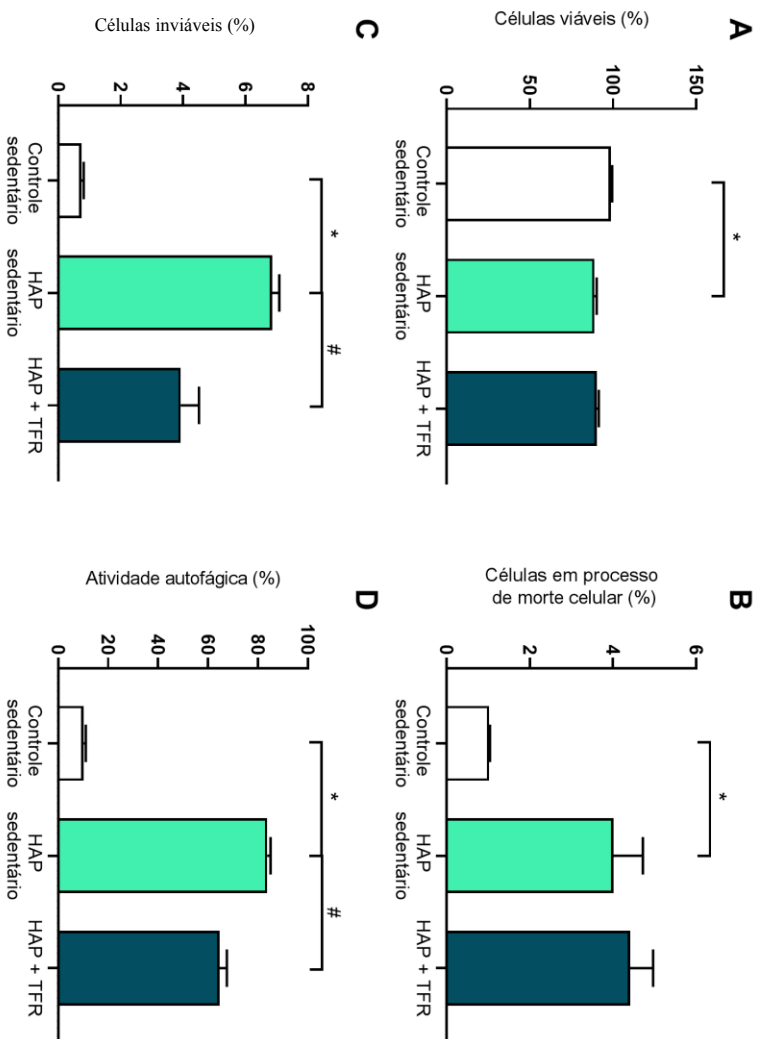 A
Células viáveis (%)
150
100
50
0
*
Controle
sedentário
HAP
sedentário
HAP + TFR
B
Células em processo
de morte celular (%)
6
4
2
0
*
Controle
sedentário
HAP
sedentário
HAP + TFR
C
Células inviáveis (%)
8
6
4
2
0
*
#
Controle
sedentário
HAP
sedentário
HAP + TFR
D
Atividade autofágica (%)
100
80
60
40
20
0
*
#
Controle
sedentário
HAP
sedentário
HAP + TFR